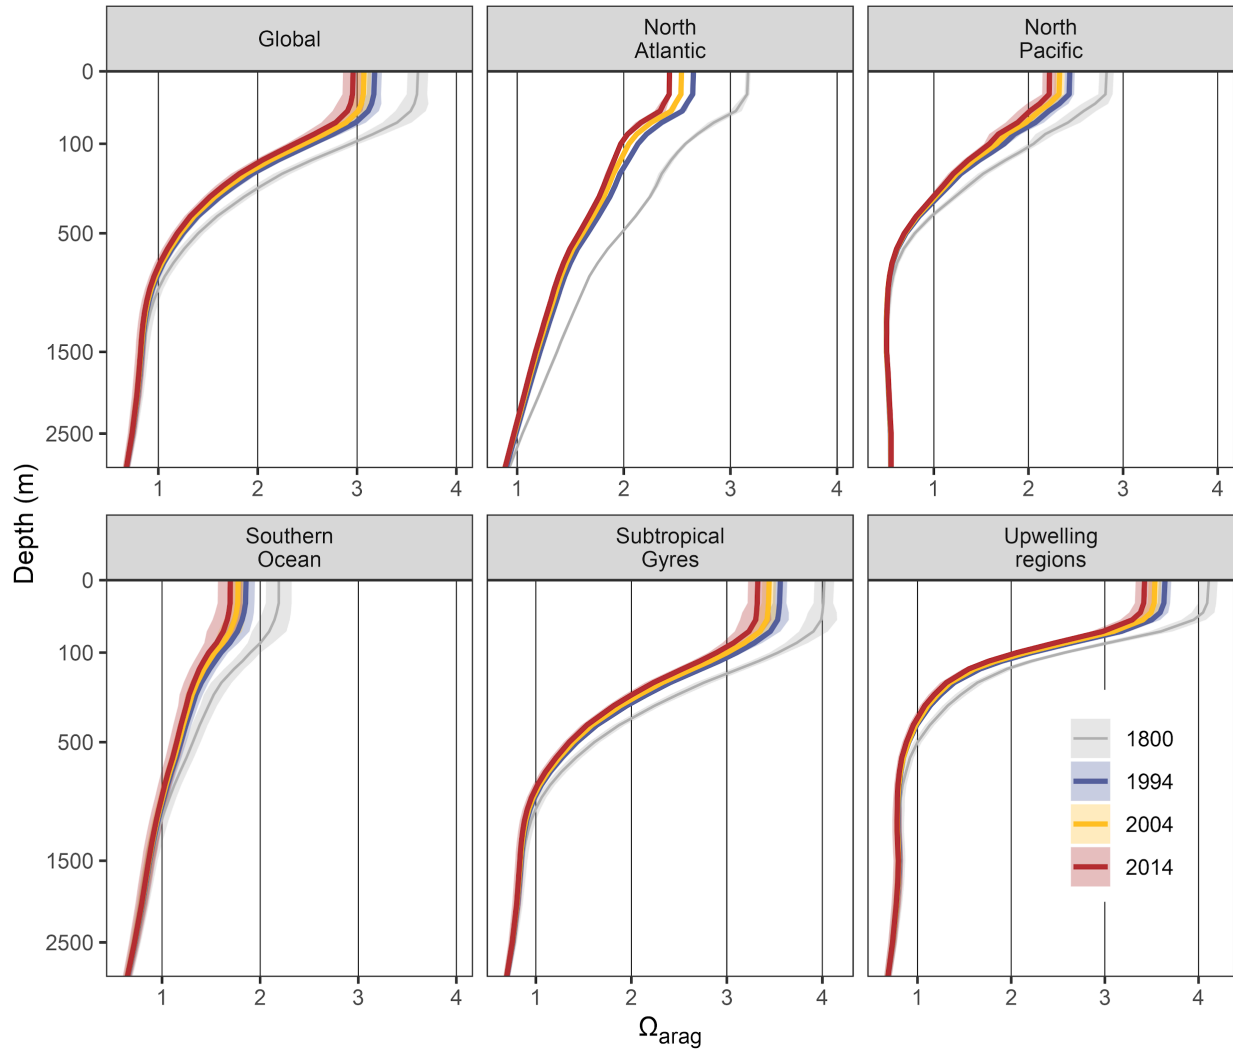 Global
North
Atlantic
North
Pacific
0
100
500
1500
2500
1 2 3 4
1 2 3 4
1 2 3 4
Depth (m)
Southern
Ocean
Subtropical
Gyres
Upwelling
regions
0
100
500
1500
2500
1800
1994
2004
2014
1 2 3 4
1 2 3 4
1 2 3 4
Ωarag